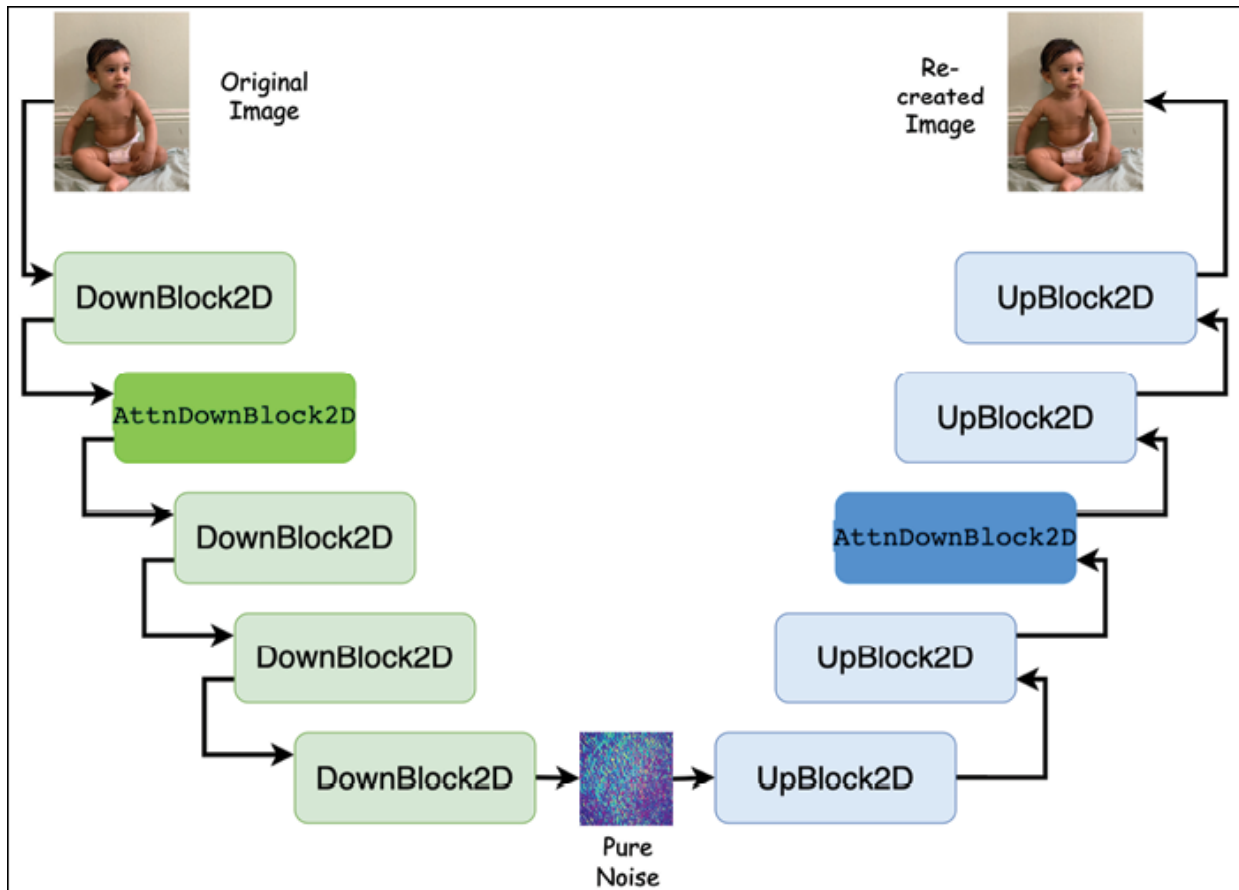 Original
Image
Re-
created
Image
DownBlock2D
UpBlock2D
AttnDownBlock2D
UpBlock2D
DownBlock2D
AttnDownBlock2D
DownBlock2D
UpBlock2D
DownBlock2D
UpBlock2D
Pure
Noise